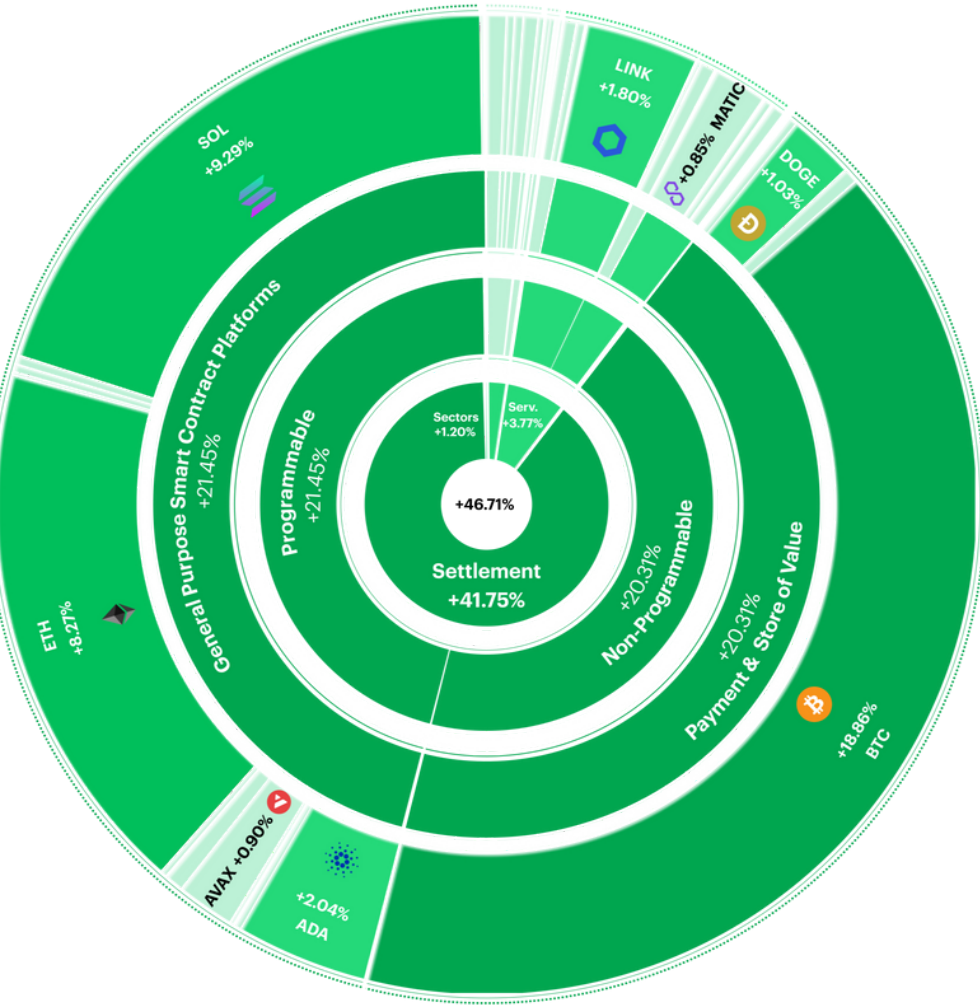 LINK
+1.80%
+0.85% MATIC
DOGE
+1.03%
SOL
+9.29%
General Purpose Smart Contract Platforms
+21.45%
Programmable
+21.45%
Sectors
+1.20%
Serv.
+3.77%
+46.71%
Settlement
+41.75%
+20.31%
Non-Programmable
+20.31%
Payment & Store of Value
+18.86%
BTC
ETH
+8.27%
AVAX +0.90%
+2.04%
ADA